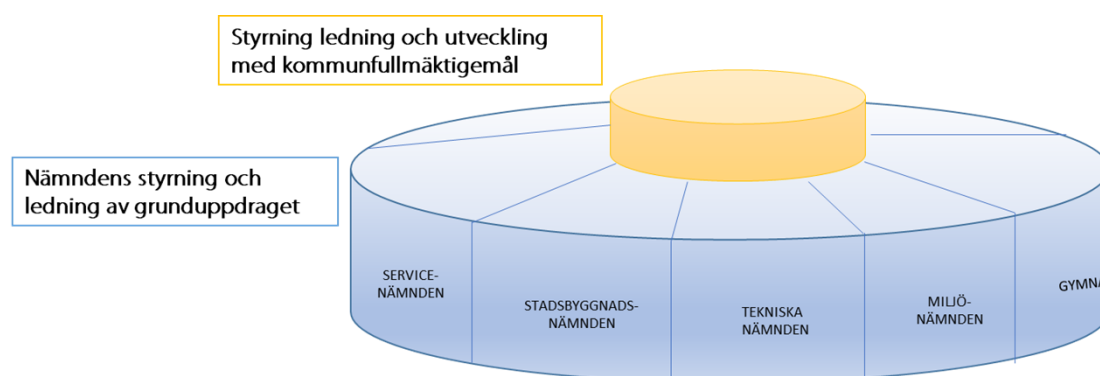 Styrning ledning och utveckling
med kommunfullmäktigemål
Nämndens styrning och
ledning av grunduppdraget
SERVICE-
NÄMNDEN
STADSBYGGNADS-
NÄMNDEN
TEKNISKA
NÄMNDEN
MILJÖ-
NÄMNDEN